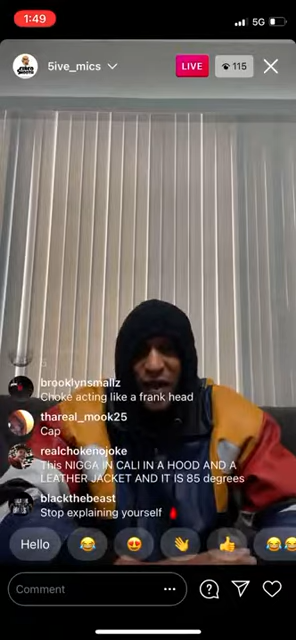 1:49
5G
5ive_mics
LIVE
115
brooklynsmallz
Choke acting like a frank head
thareal_mook25
Cap
realchokenojoke
This NIGGA IN CALI IN A HOOD AND A
LEATHER JACKET AND IT IS 85 degrees
blackthebeast
Stop explaining yourself
Hello
Comment